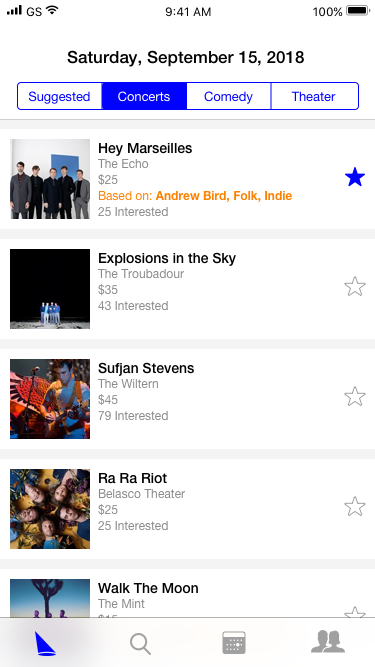 GS 9:41 AM 100%
Saturday, September 15, 2018
Suggested Concerts Comedy Theater
Hey Marseilles
The Echo
$25
Based on: Andrew Bird, Folk, Indie
25 Interested
Explosions in the Sky
The Troubadour
$35
43 Interested
Sufjan Stevens
The Wiltern
$45
79 Interested
Ra Ra Riot
Belasco Theater
$25
25 Interested
Walk The Moon
The Mint